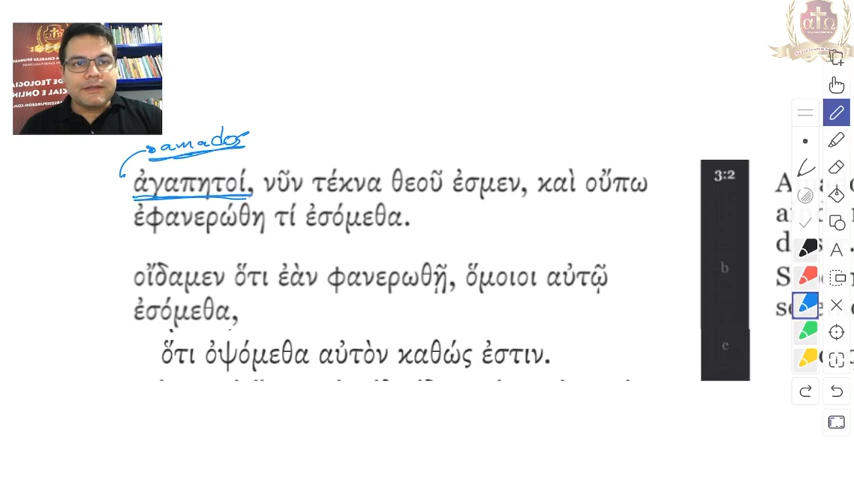 amados
ἀγαπητοί, νῦν τέκνα θεοῦ ἐσμεν, καὶ οὔπω
ἐφανερώθη τί ἐσόμεθα.
οἴδαμεν ὅτι ἐὰν φανερωθῇ, ὅμοιοι αὐτῷ
ἐσόμεθα,
ὅτι ὀψόμεθα αὐτὸν καθώς ἐστιν.
3:2
b
c